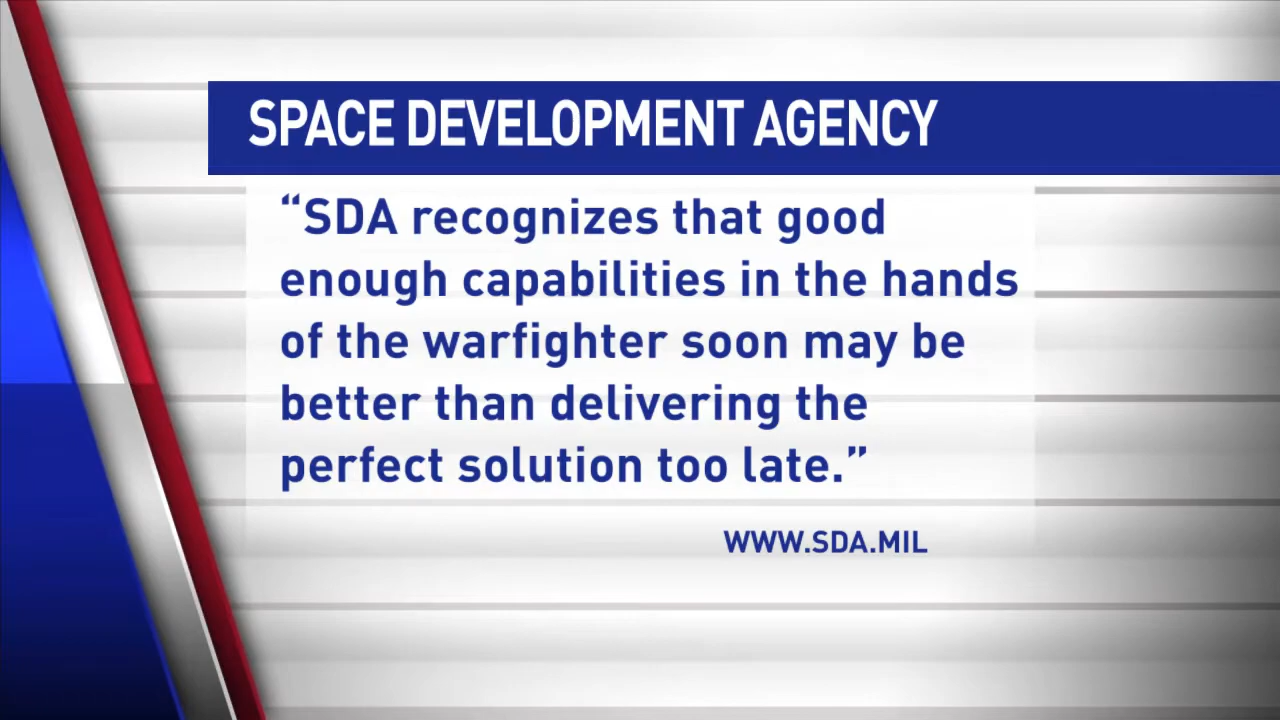 SPACE DEVELOPMENT AGENCY
“SDA recognizes that good
enough capabilities in the hands
of the warfighter soon may be
better than delivering the
perfect solution too late.”
WWW.SDA.MIL